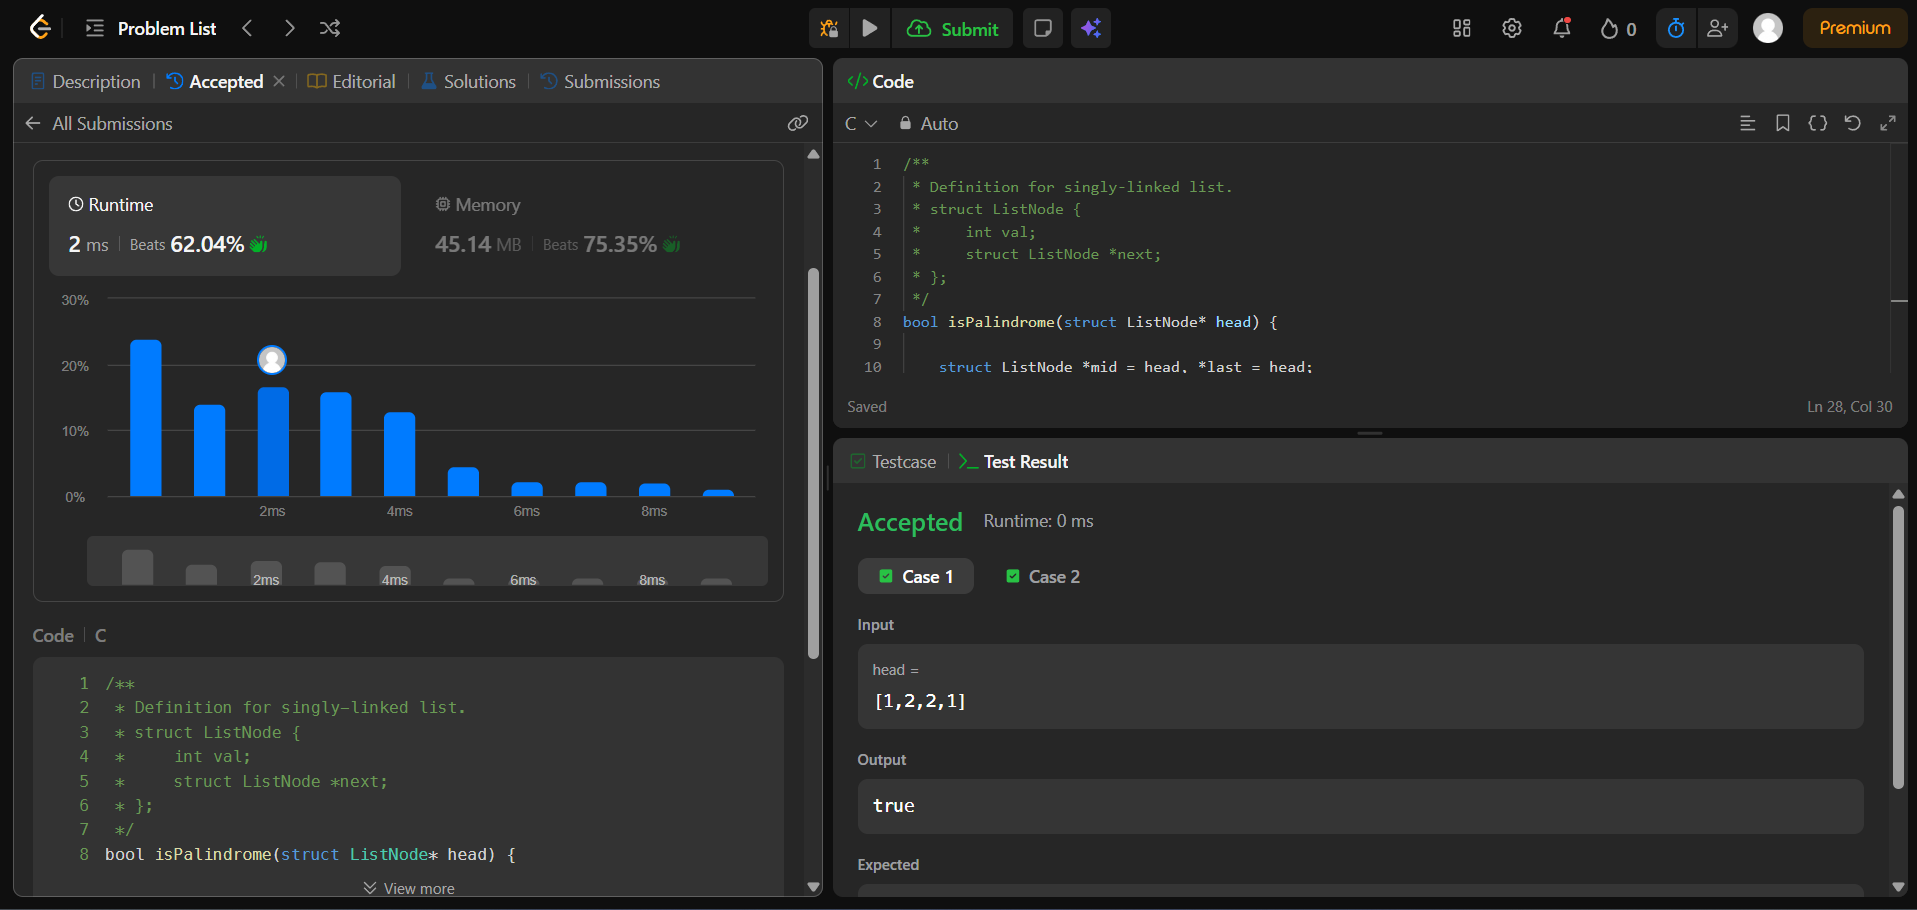 Problem List
Submit
0
Premium
Description
Accepted
Editorial
Solutions
Submissions
All Submissions
Runtime
2 ms
Beats 62.04%
Memory
45.14 MB
Beats 75.35%
30%
20%
10%
0%
2ms
4ms
6ms
8ms
2ms
4ms
6ms
8ms
Code
C
1 /**
2  * Definition for singly-linked list.
3  * struct ListNode {
4  *     int val;
5  *     struct ListNode *next;
6  * };
7  */
8 bool isPalindrome(struct ListNode* head) {
View more
</> Code
C
Auto
1 /**
2  * Definition for singly-linked list.
3  * struct ListNode {
4  *     int val;
5  *     struct ListNode *next;
6  * };
7  */
8 bool isPalindrome(struct ListNode* head) {
9
10     struct ListNode *mid = head, *last = head;
Saved
Ln 28, Col 30
Testcase
Test Result
Accepted
Runtime: 0 ms
Case 1
Case 2
Input
head =
[1,2,2,1]
Output
true
Expected